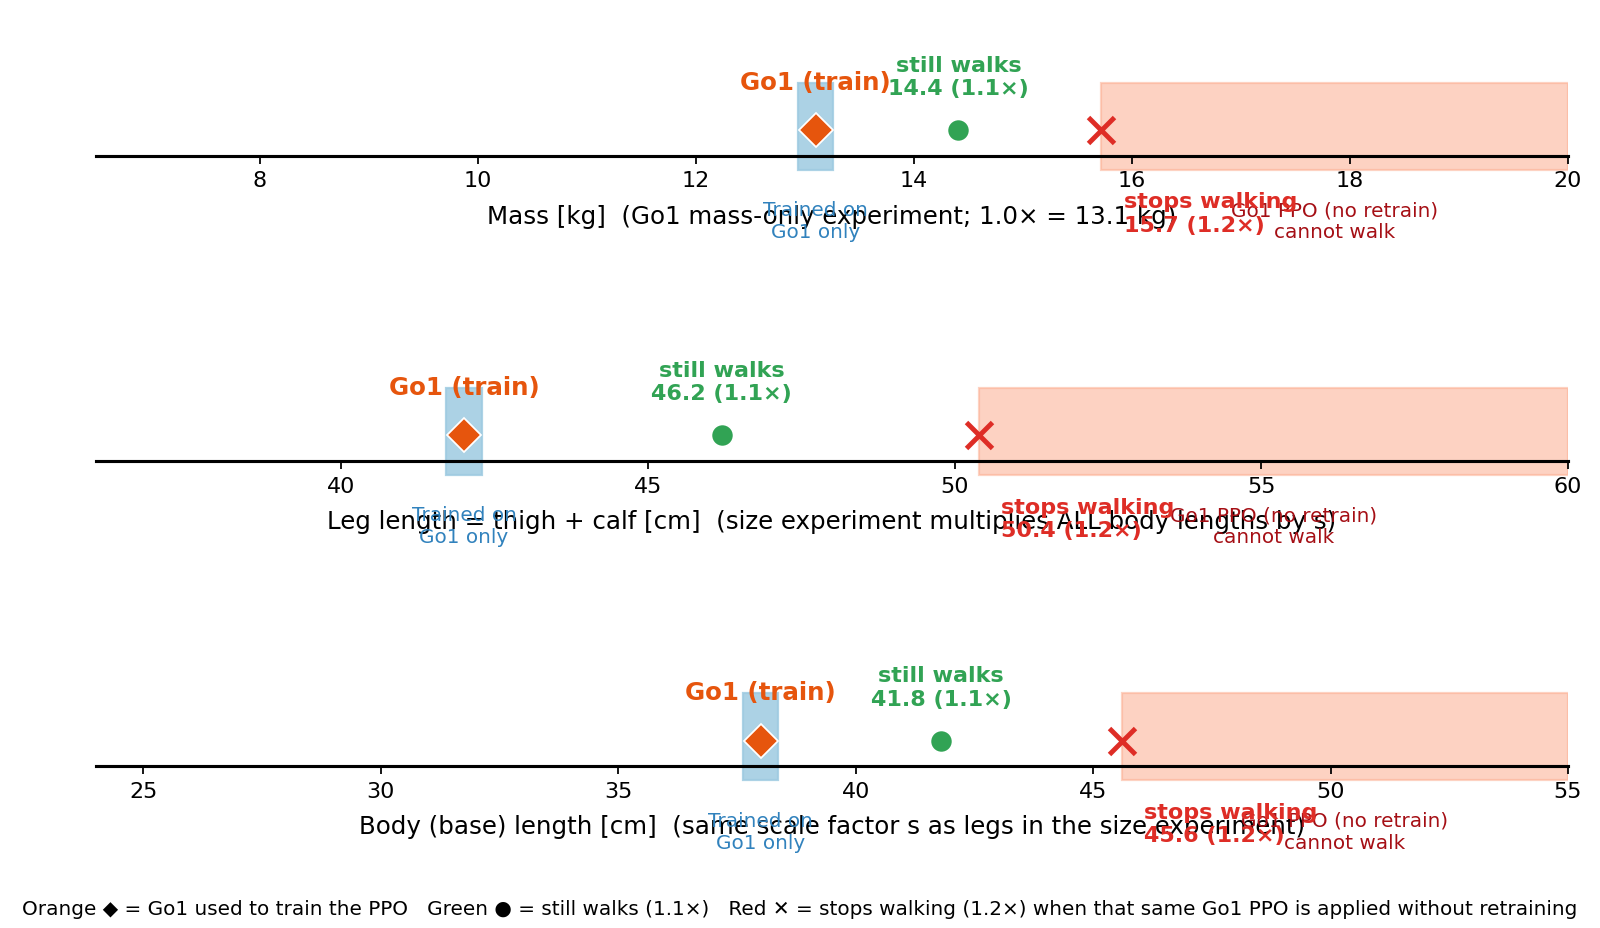 still walks
Go1 (train)
14.4 (1.1×)
8 10 12 14 16 18 20
Trained on
Go1 only
stops walking
15.7 (1.2×)
Go1 PPO (no retrain)
cannot walk
Mass [kg]  (Go1 mass-only experiment; 1.0× = 13.1 kg)
still walks
46.2 (1.1×)
Go1 (train)
40 45 50 55 60
Trained on
Go1 only
stops walking
50.4 (1.2×)
Go1 PPO (no retrain)
cannot walk
Leg length = thigh + calf [cm]  (size experiment multiplies ALL body lengths by s)
still walks
41.8 (1.1×)
Go1 (train)
25 30 35 40 45 50 55
Trained on
Go1 only
stops walking
45.6 (1.2×)
Go1 PPO (no retrain)
cannot walk
Body (base) length [cm]  (same scale factor s as legs in the size experiment)
Orange ◆ = Go1 used to train the PPO   Green ● = still walks (1.1×)   Red ✕ = stops walking (1.2×) when that same Go1 PPO is applied without retraining